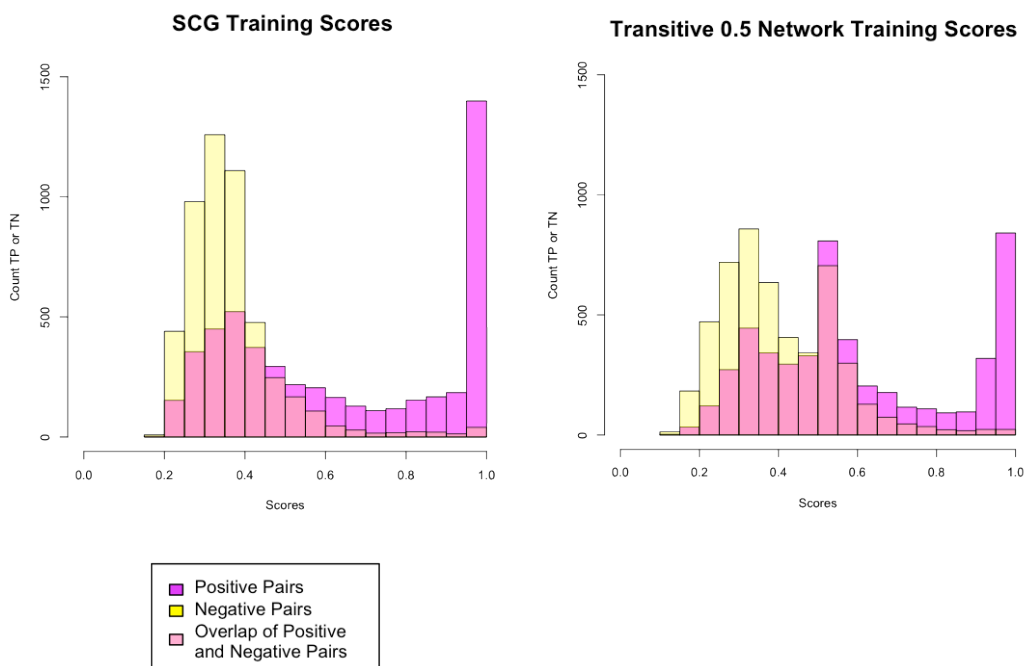 SCG Training Scores
1500
1000
500
0
Count TP or TN
0.0 0.2 0.4 0.6 0.8 1.0
Scores
Transitive 0.5 Network Training Scores
1500
1000
500
0
Count TP or TN
0.0 0.2 0.4 0.6 0.8 1.0
Scores
Positive Pairs
Negative Pairs
Overlap of Positive
and Negative Pairs